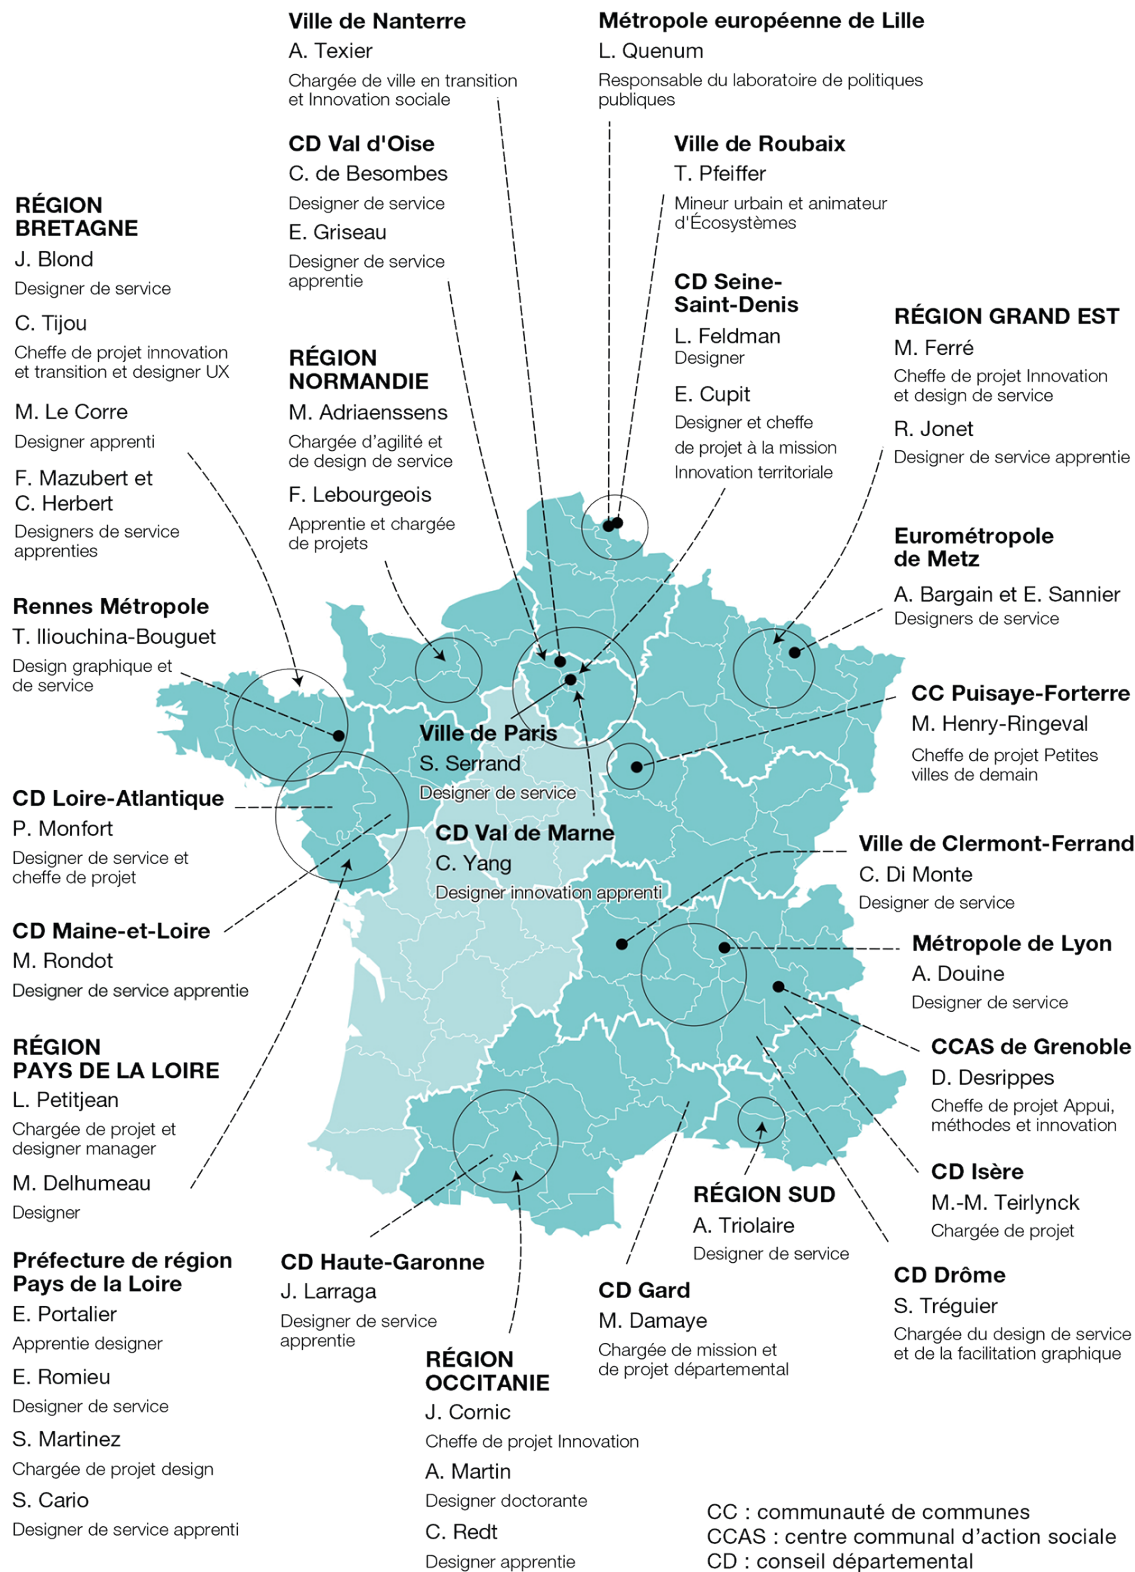 Ville de Nanterre
A. Texier
Chargée de ville en transition
et Innovation sociale
Métropole européenne de Lille
L. Quenum
Responsable du laboratoire de politiques
publiques
CD Val d'Oise
C. de Besombes
Designer de service
E. Griseau
Designer de service
apprentie
Ville de Roubaix
T. Pfeiffer
Mineur urbain et animateur
d'Écosystèmes
RÉGION
BRETAGNE
J. Blond
Designer de service
C. Tijou
Cheffe de projet innovation
et transition et designer UX
M. Le Corre
Designer apprenti
F. Mazubert et
C. Herbert
Designers de service
apprenties
RÉGION
NORMANDIE
M. Adriaenssens
Chargée d'agilité et
de design de service
F. Lebourgeois
Apprentie et chargée
de projets
CD Seine-
Saint-Denis
L. Feldman
Designer
E. Cupit
Designer et cheffe
de projet à la mission
Innovation territoriale
RÉGION GRAND EST
M. Ferré
Cheffe de projet Innovation
et design de service
R. Jonet
Designer de service apprentie
Eurométropole
de Metz
A. Bargain et E. Sannier
Designers de service
Rennes Métropole
T. Iliouchina-Bouguet
Design graphique et
de service
CC Puisaye-Forterre
M. Henry-Ringeval
Cheffe de projet Petites
villes de demain
Ville de Paris
S. Serrand
Designer de service
CD Val de Marne
C. Yang
Designer innovation apprenti
CD Loire-Atlantique
P. Monfort
Designer de service et
cheffe de projet
Ville de Clermont-Ferrand
C. Di Monte
Designer de service
CD Maine-et-Loire
M. Rondot
Designer de service apprentie
Métropole de Lyon
A. Douine
Designer de service
RÉGION
PAYS DE LA LOIRE
L. Petitjean
Chargée de projet et
designer manager
M. Delhumeau
Designer
CCAS de Grenoble
D. Desrippes
Cheffe de projet Appui,
méthodes et innovation
CD Isère
M.-M. Teirlynck
Chargée de projet
RÉGION SUD
A. Triolaire
Designer de service
Préfecture de région
Pays de la Loire
E. Portalier
Apprentie designer
E. Romieu
Designer de service
S. Martinez
Chargée de projet design
S. Cario
Designer de service apprenti
CD Haute-Garonne
J. Larraga
Designer de service
apprentie
CD Gard
M. Damaye
Chargée de mission et
de projet départemental
CD Drôme
S. Tréguier
Chargée du design de service
et de la facilitation graphique
RÉGION
OCCITANIE
J. Cornic
Cheffe de projet Innovation
A. Martin
Designer doctorante
C. Redt
Designer apprentie
CC : communauté de communes
CCAS : centre communal d'action sociale
CD : conseil départemental